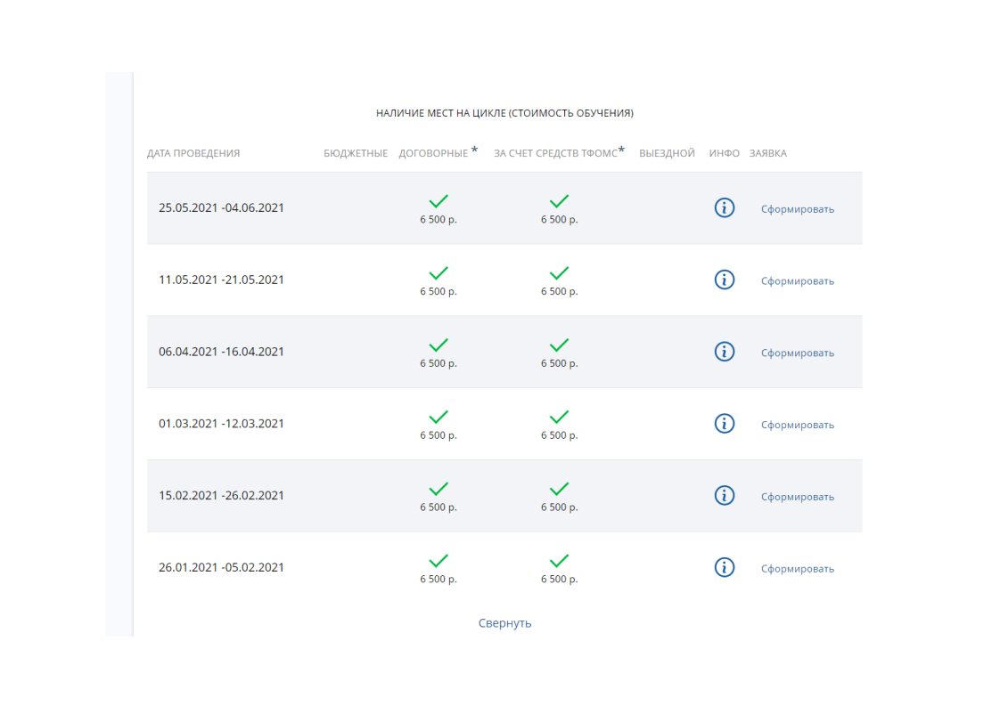 НАЛИЧИЕ МЕСТ НА ЦИКЛЕ (СТОИМОСТЬ ОБУЧЕНИЯ)
ДАТА ПРОВЕДЕНИЯ БЮДЖЕТНЫЕ ДОГОВОРНЫЕ * ЗА СЧЕТ СРЕДСТВ ТФОМС* ВЫЕЗДНОЙ ИНФО ЗАЯВКА
25.05.2021 -04.06.2021 Сформировать
6 500 р. 6 500 р.
11.05.2021 -21.05.2021 Сформировать
6 500 р. 6 500 р.
06.04.2021 -16.04.2021 Сформировать
6 500 р. 6 500 р.
01.03.2021 -12.03.2021 Сформировать
6 500 р. 6 500 р.
15.02.2021 -26.02.2021 Сформировать
6 500 р. 6 500 р.
26.01.2021 -05.02.2021 Сформировать
6 500 р. 6 500 р.
Свернуть